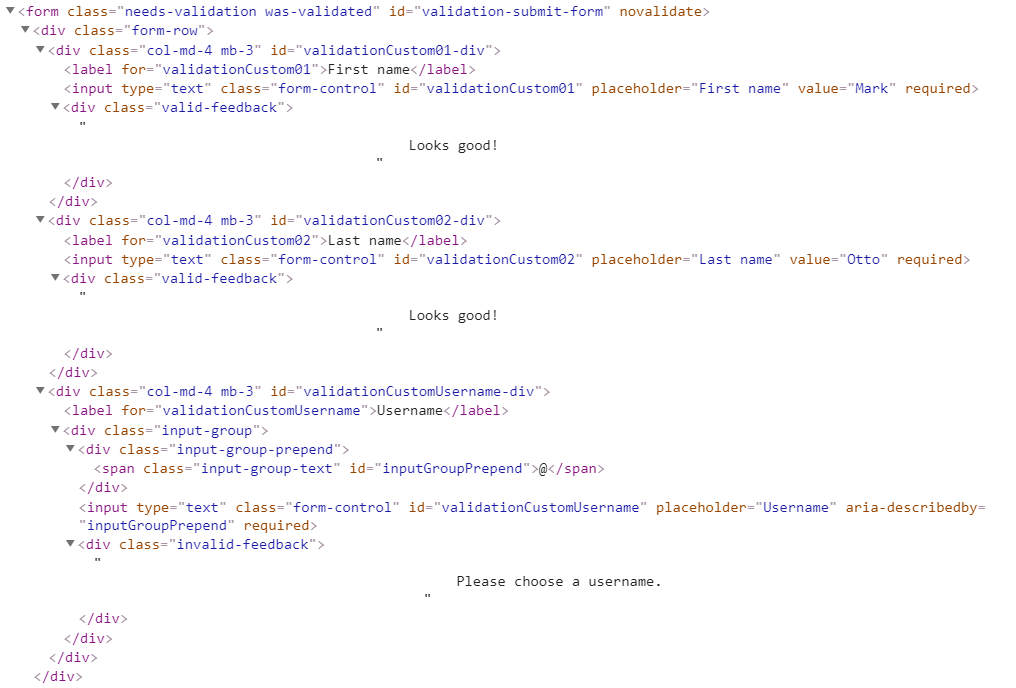 ▼<form class="needs-validation was-validated" id="validation-submit-form" novalidate>
▼<div class="form-row">
▼<div class="col-md-4 mb-3" id="validationCustom01-div">
<label for="validationCustom01">First name</label>
<input type="text" class="form-control" id="validationCustom01" placeholder="First name" value="Mark" required>
▼<div class="valid-feedback">
"
Looks good!
"
</div>
</div>
▼<div class="col-md-4 mb-3" id="validationCustom02-div">
<label for="validationCustom02">Last name</label>
<input type="text" class="form-control" id="validationCustom02" placeholder="Last name" value="Otto" required>
▼<div class="valid-feedback">
"
Looks good!
"
</div>
</div>
▼<div class="col-md-4 mb-3" id="validationCustomUsername-div">
<label for="validationCustomUsername">Username</label>
▼<div class="input-group">
▼<div class="input-group-prepend">
<span class="input-group-text" id="inputGroupPrepend">@</span>
</div>
<input type="text" class="form-control" id="validationCustomUsername" placeholder="Username" aria-describedby=
"inputGroupPrepend" required>
▼<div class="invalid-feedback">
"
Please choose a username.
"
</div>
</div>
</div>
</div>